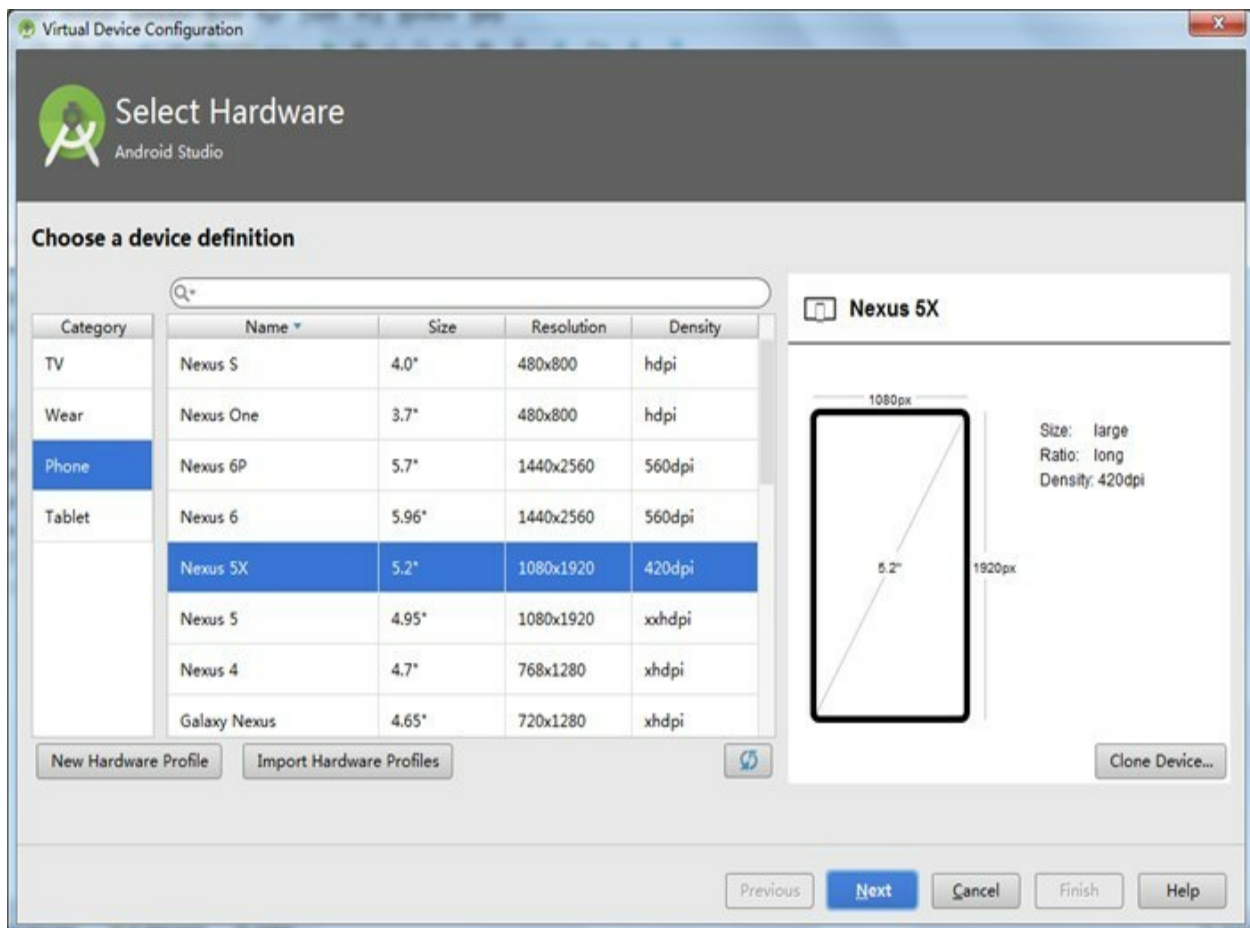 Virtual Device Configuration
Select Hardware
Android Studio
Choose a device definition
Category Name Size Resolution Density
TV
Wear
Phone
Tablet
Nexus S 4.0" 480x800 hdpi
Nexus One 3.7" 480x800 hdpi
Nexus 6P 5.7" 1440x2560 560dpi
Nexus 6 5.96" 1440x2560 560dpi
Nexus 5X 5.2" 1080x1920 420dpi
Nexus 5 4.95" 1080x1920 xxhdpi
Nexus 4 4.7" 768x1280 xhdpi
Galaxy Nexus 4.65" 720x1280 xhdpi
New Hardware Profile Import Hardware Profiles
Nexus 5X
1080px
5.2"
1920px
Size: large
Ratio: long
Density: 420dpi
Clone Device...
Previous Next Cancel Finish Help